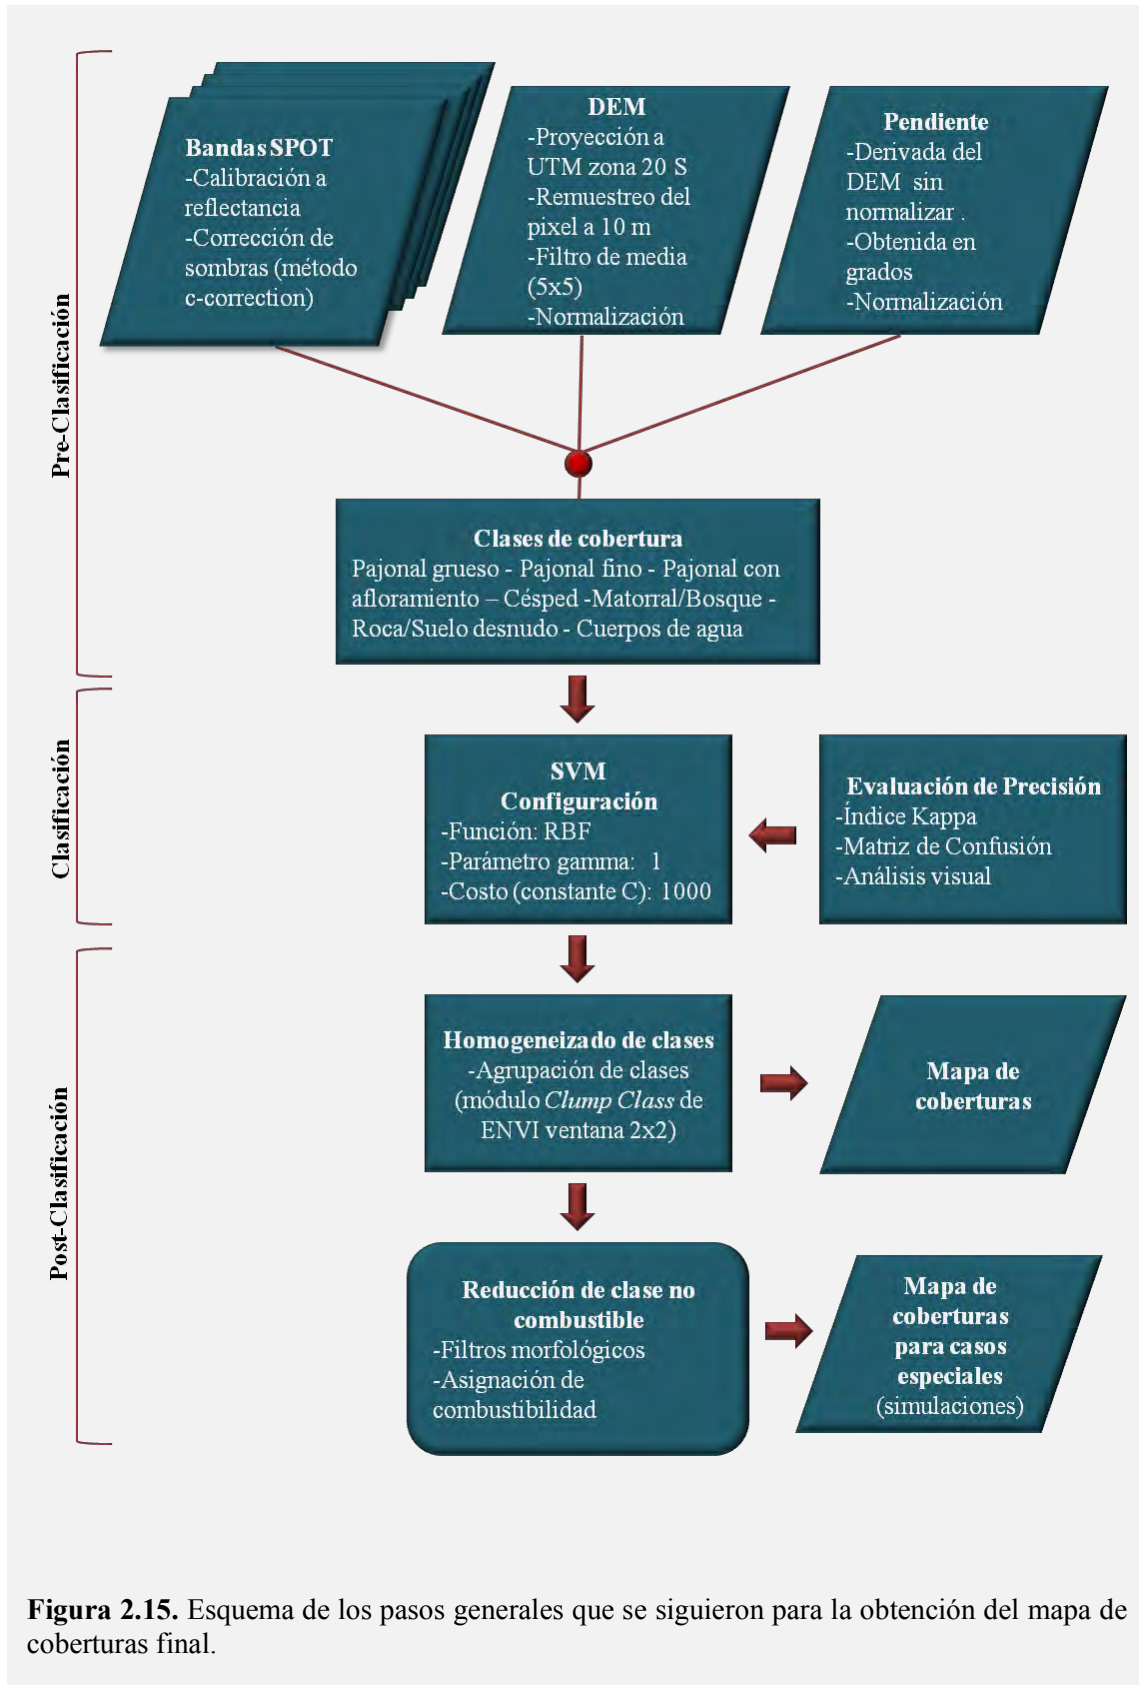 Pre-Clasificación
Bandas SPOT
-Calibración a
reflectancia
-Corrección de
sombras (método
c-correction)
DEM
-Proyección a
UTM zona 20 S
-Remuestreo del
pixel a 10 m
-Filtro de media
(5x5)
-Normalización
Pendiente
-Derivada del
DEM sin
normalizar .
-Obtenida en
grados
-Normalización
Clases de cobertura
Pajonal grueso - Pajonal fino - Pajonal con
afloramiento – Césped -Matorral/Bosque -
Roca/Suelo desnudo - Cuerpos de agua
Clasificación
SVM
Configuración
-Función: RBF
-Parámetro gamma: 1
-Costo (constante C): 1000
Evaluación de Precisión
-Índice Kappa
-Matriz de Confusión
-Análisis visual
Post-Clasificación
Homogeneizado de clases
-Agrupación de clases
(módulo Clump Class de
ENVI ventana 2x2)
Mapa de
coberturas
Reducción de clase no
combustible
-Filtros morfológicos
-Asignación de
combustibilidad
Mapa de
coberturas
para casos
especiales
(simulaciones)
Figura 2.15. Esquema de los pasos generales que se siguieron para la obtención del mapa de
coberturas final.